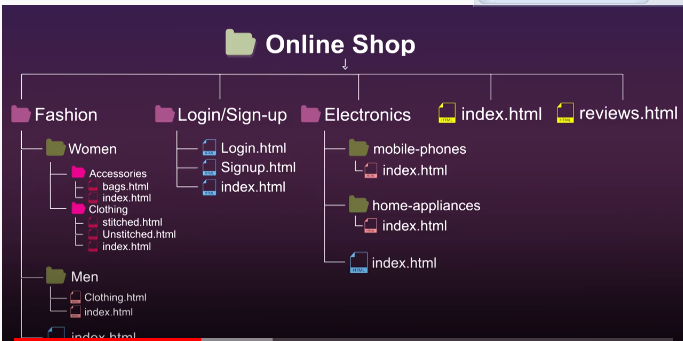 Online Shop
Fashion
Login/Sign-up
Electronics
index.html
reviews.html
Women
Accessories
bags.html
index.html
Clothing
stitched.html
Unstitched.html
index.html
Men
Clothing.html
index.html
index.html
Login.html
Signup.html
index.html
mobile-phones
index.html
home-appliances
index.html
index.html